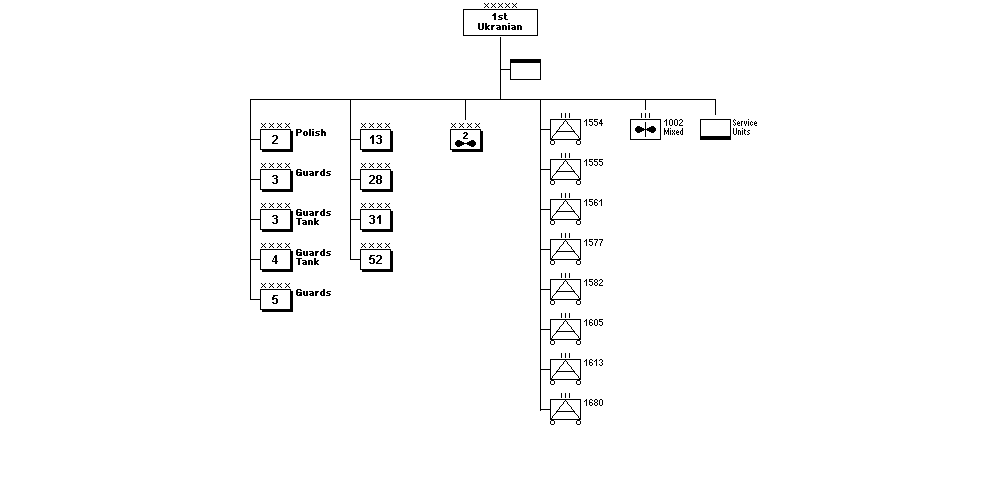 XXXXX
1st
Ukranian
XXXX
2
Polish
XXXX
3
Guards
XXXX
3
Guards
Tank
XXXX
4
Guards
Tank
XXXX
5
Guards
XXXX
13
XXXX
28
XXXX
31
XXXX
52
XXXX
2
III
1554
III
1555
III
1561
III
1577
III
1582
III
1605
III
1613
III
1680
III
1002
Mixed
Service
Units